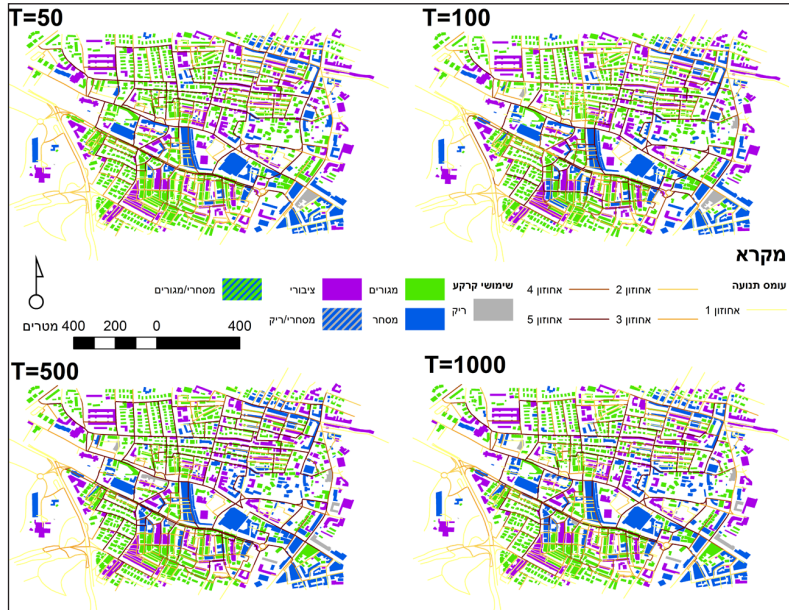 T=50
T=100
מקרא
עומס תנועה
אחוזון 1
אחוזון 2
אחוזון 3
אחוזון 4
אחוזון 5
שימושי קרקע
ריק
מגורים
מסחר
ציבורי
מסחרי/ריק
מסחרי/מגורים
מטרים 400 200 0 400
T=500
T=1000